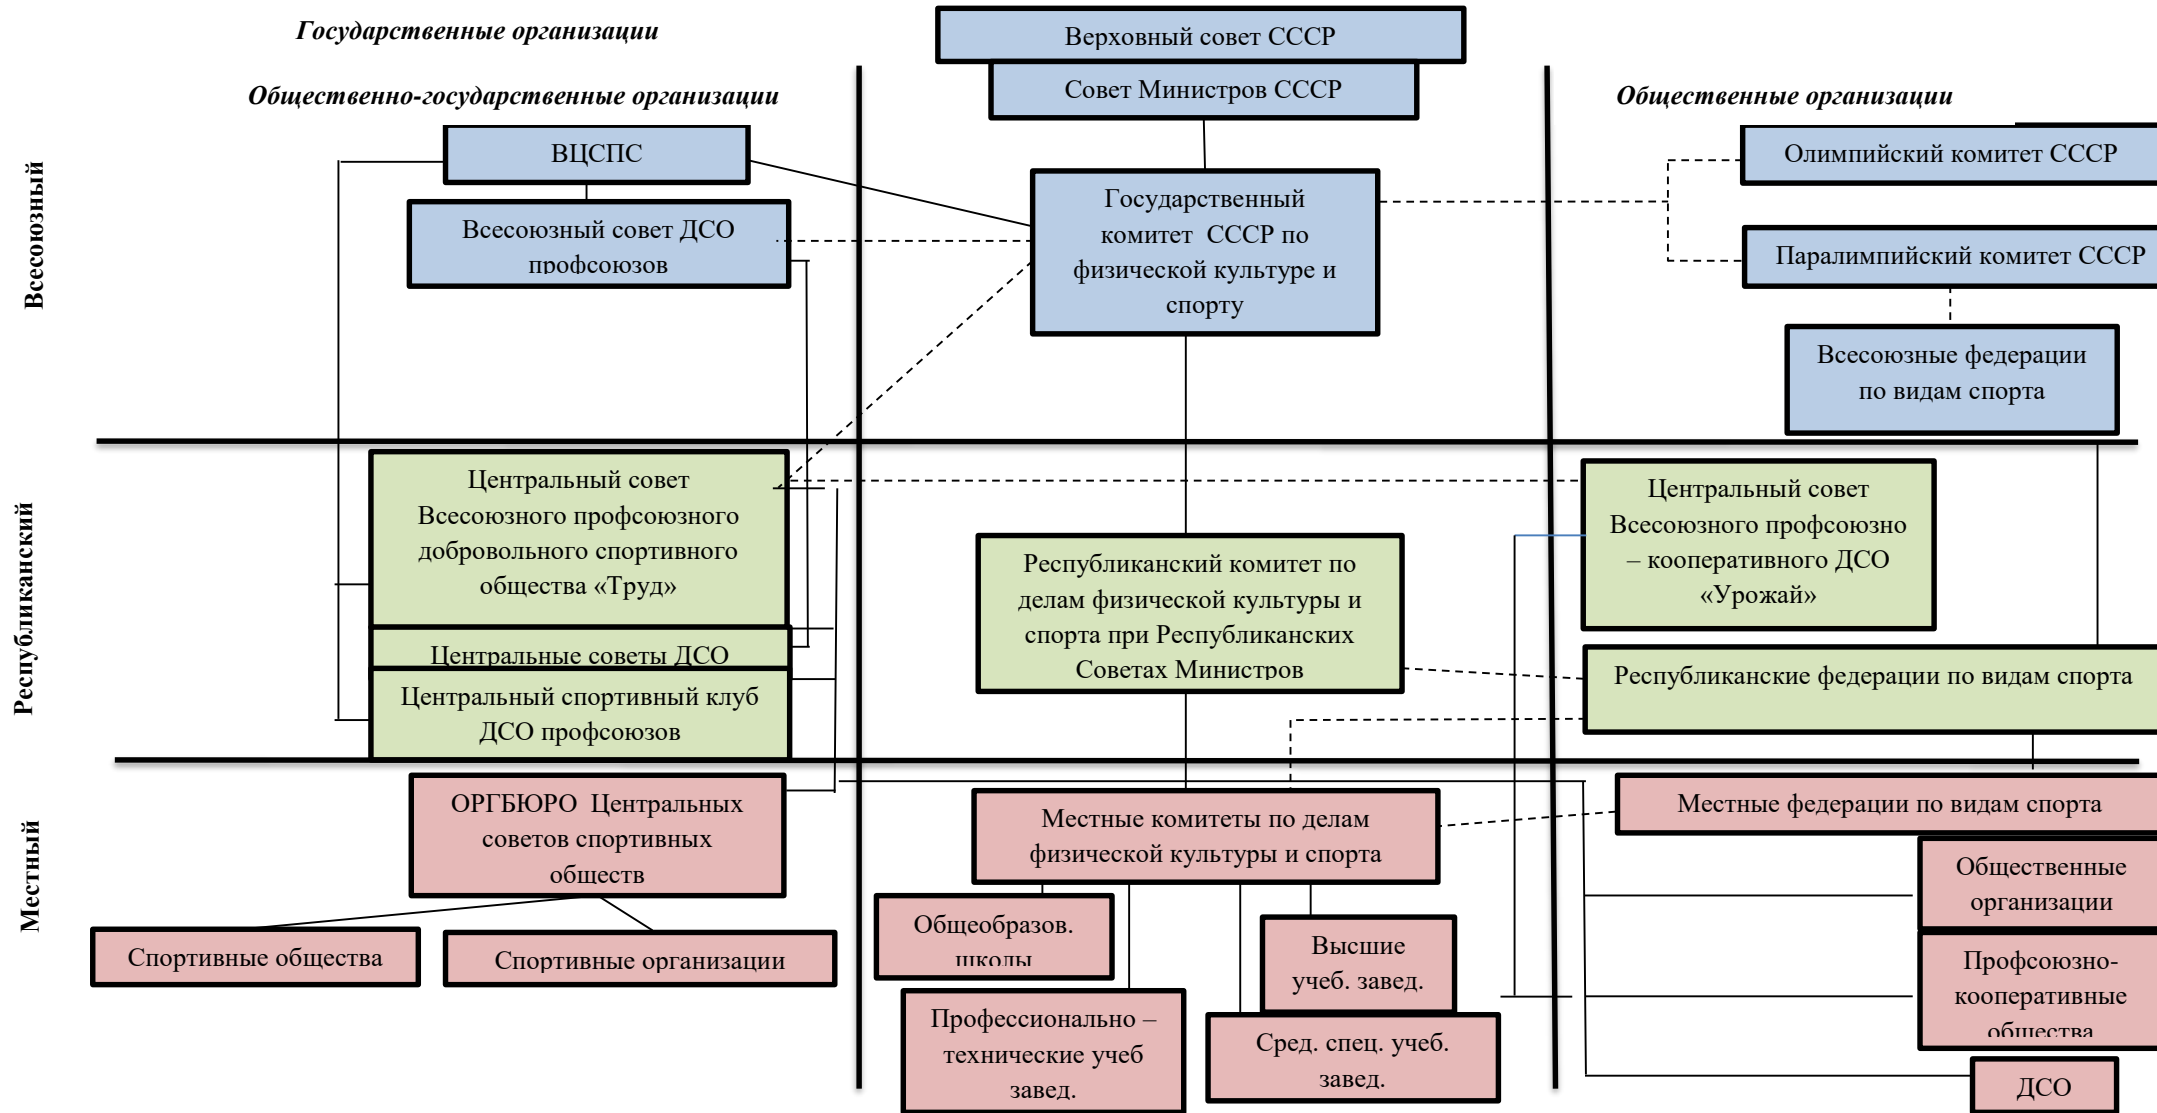 Государственные организации
Верховный совет СССР
Совет Министров СССР
Общественно-государственные организации
Общественные организации
Всесоюзный
ВЦСПС
Всесоюзный совет ДСО
профсоюзов
Государственный
комитет СССР по
физической культуре и
спорту
Олимпийский комитет СССР
Паралимпийский комитет СССР
Всесоюзные федерации
по видам спорта
Республиканский
Центральный совет
Всесоюзного профсоюзного
добровольного спортивного
общества «Труд»
Центральные советы ДСО
Центральный спортивный клуб
ДСО профсоюзов
Республиканский комитет по
делам физической культуры и
спорта при Республиканских
Советах Министров
Центральный совет
Всесоюзного профсоюзно
– кооперативного ДСО
«Урожай»
Республиканские федерации по видам спорта
Местный
ОРГБЮРО Центральных
советов спортивных
обществ
Спортивные общества
Спортивные организации
Местные комитеты по делам
физической культуры и спорта
Общеобразов.
школы
Высшие
учеб. завед.
Профессионально –
технические учеб
завед.
Сред. спец. учеб.
завед.
Местные федерации по видам спорта
Общественные
организации
Профсоюзно-
кооперативные
общества
ДСО